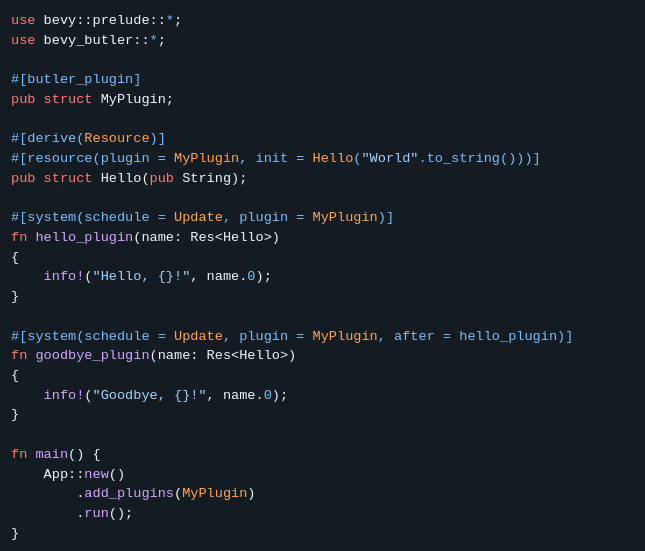 use bevy::prelude::*;
use bevy_butler::*;

#[butler_plugin]
pub struct MyPlugin;

#[derive(Resource)]
#[resource(plugin = MyPlugin, init = Hello("World".to_string()))]
pub struct Hello(pub String);

#[system(schedule = Update, plugin = MyPlugin)]
fn hello_plugin(name: Res<Hello>)
{
    info!("Hello, {}!", name.0);
}

#[system(schedule = Update, plugin = MyPlugin, after = hello_plugin)]
fn goodbye_plugin(name: Res<Hello>)
{
    info!("Goodbye, {}!", name.0);
}

fn main() {
    App::new()
        .add_plugins(MyPlugin)
        .run();
}